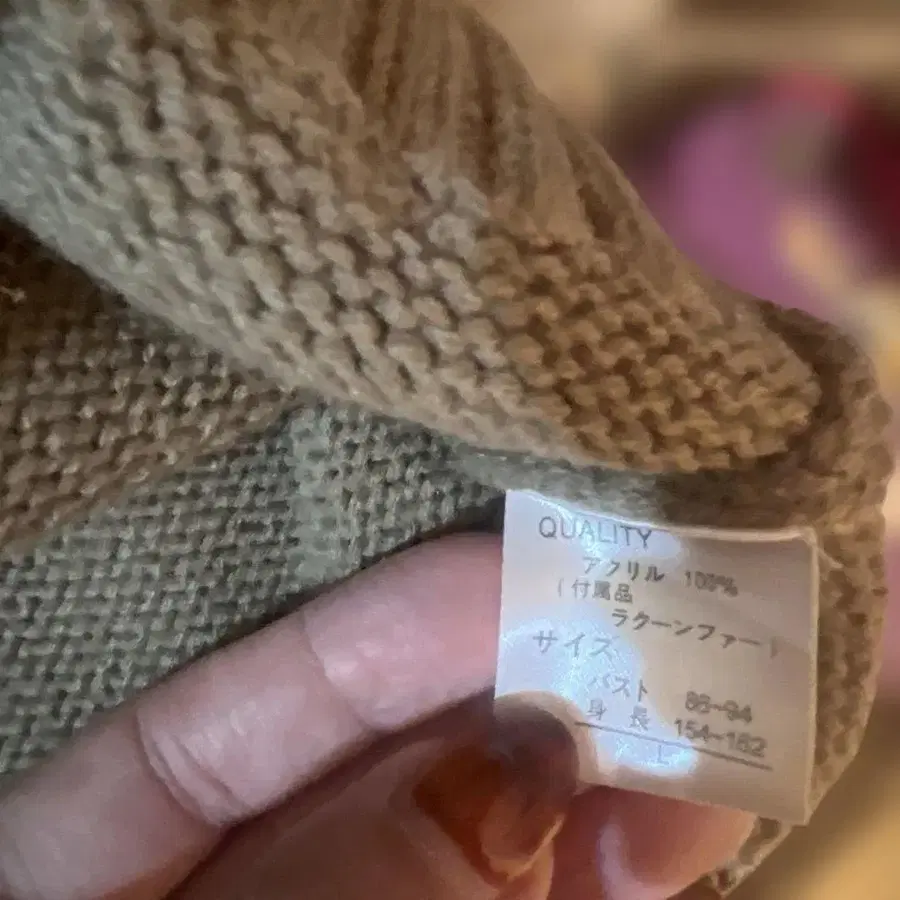 QUALITY
アクリル 100%
(付属品
ラクーンファー)
サイズ
バスト 86~94
身長 154~162
L